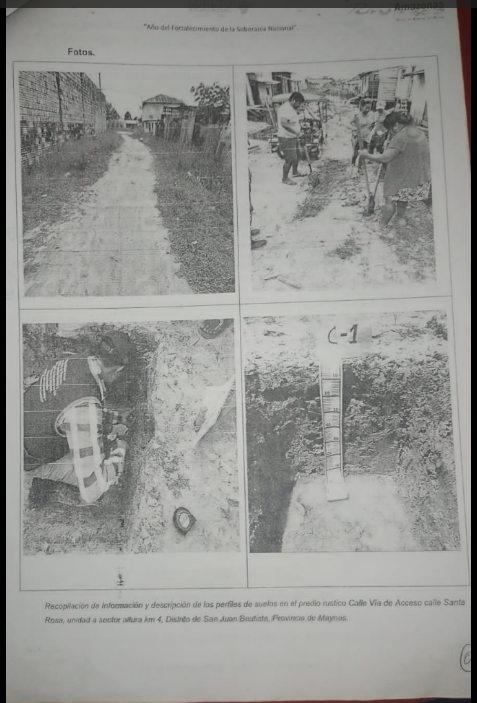 Amazonas
"Año del Fortalecimiento de la Soberanía Nacional".
Fotos.
C-1
Recopilación de Información y descripción de los perfiles de suelos en el predio rustico Calle Vía de Acceso calle Santa
Rosa, unidad a sector altura km 4, Distrito de San Juan Bautista, Provincia de Maynas.